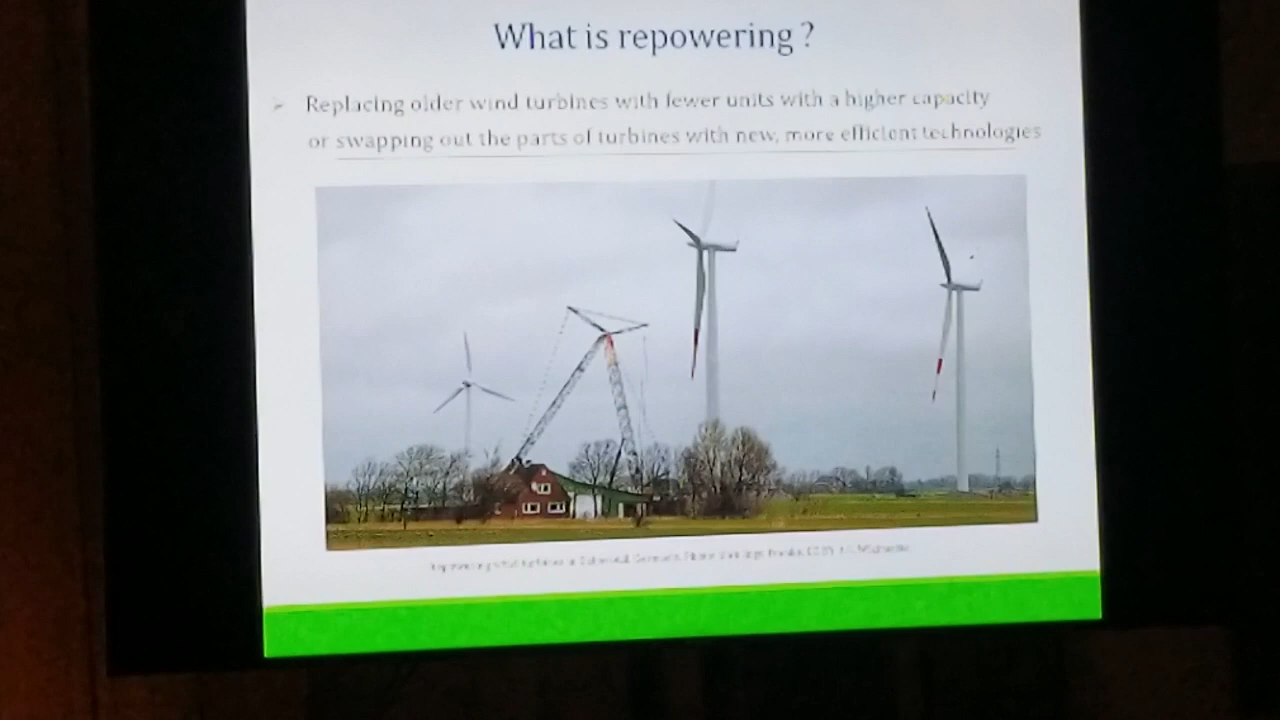 What is repowering ?
Replacing older wind turbines with fewer units with a higher capacity
or swapping out the parts of turbines with new, more efficient technologies
Germany.